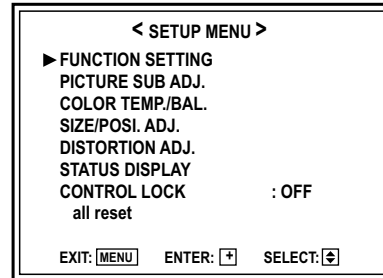 < SETUP MENU >
►FUNCTION SETTING
PICTURE SUB ADJ.
COLOR TEMP./BAL.
SIZE/POSI. ADJ.
DISTORTION ADJ.
STATUS DISPLAY
CONTROL LOCK : OFF
all reset
EXIT: MENU ENTER: + SELECT: ♦